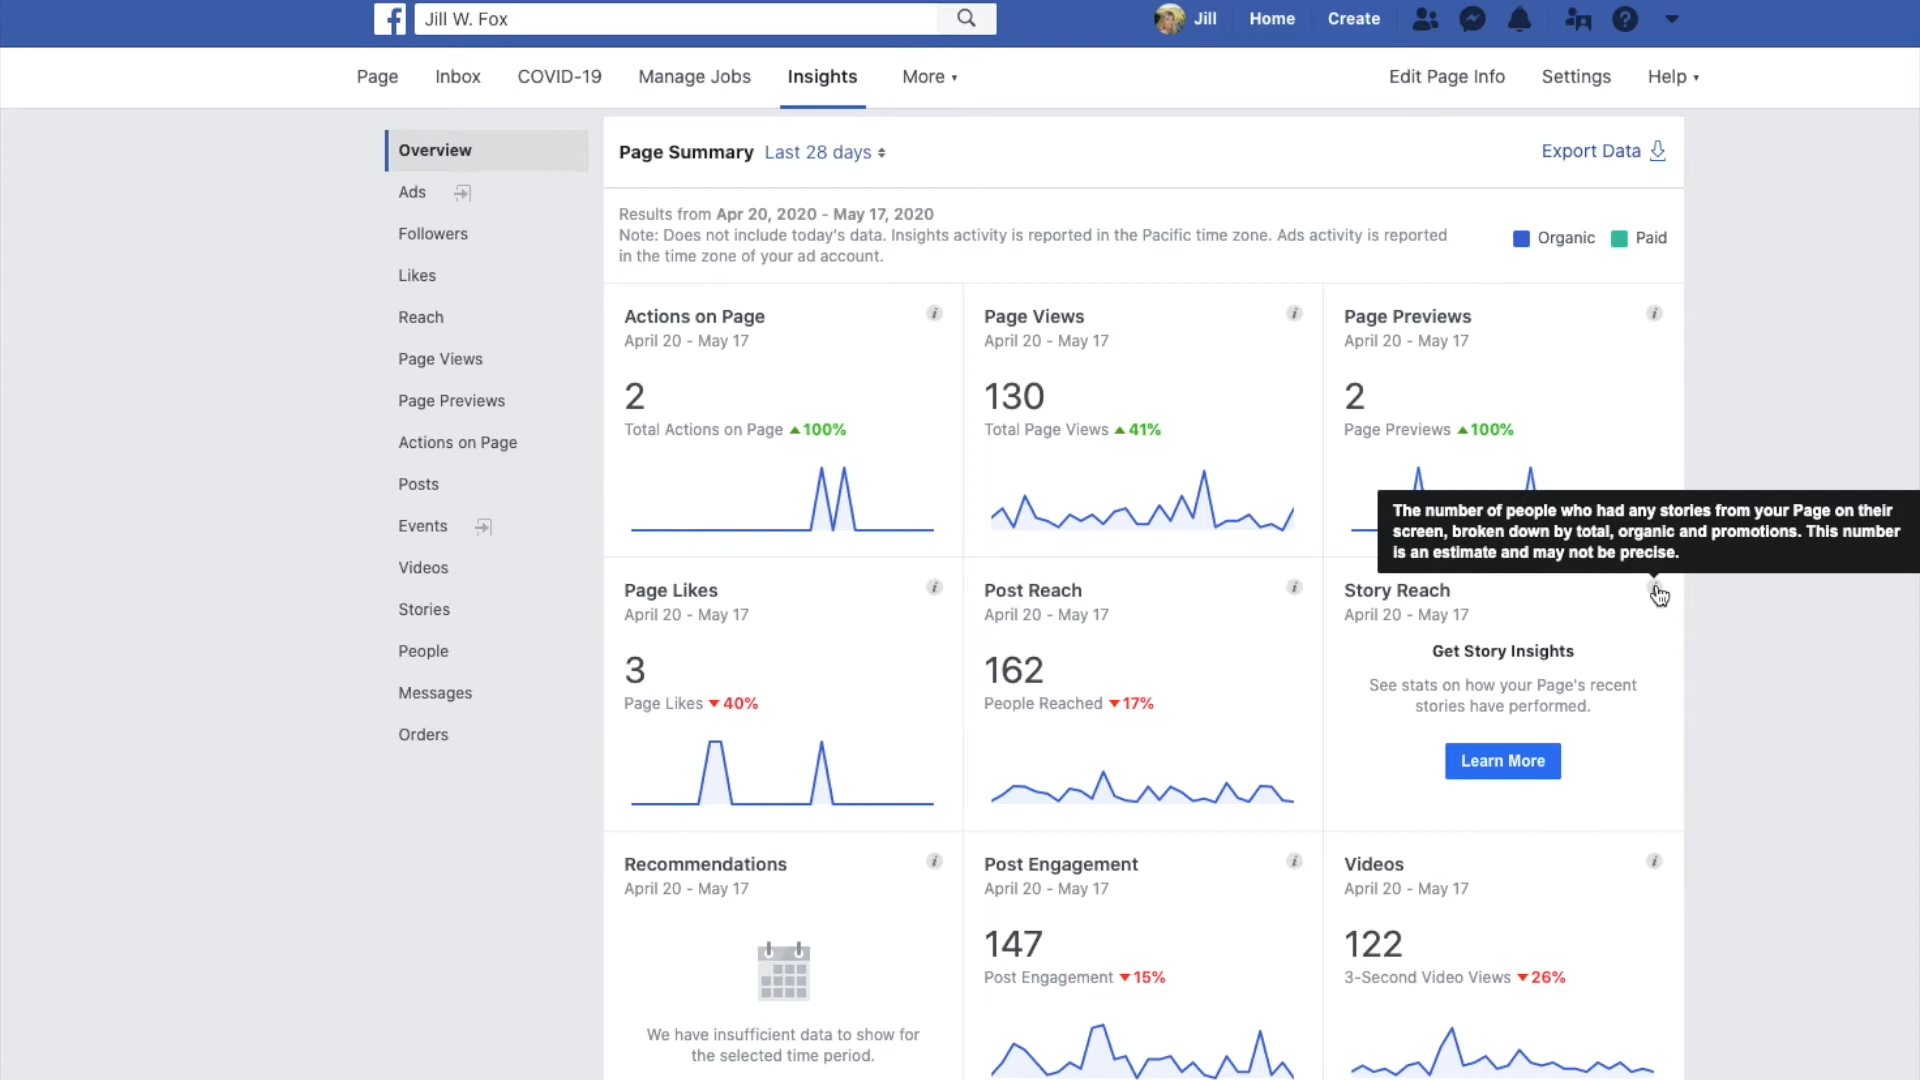 Jill W. Fox
Jill
Home
Create
Page
Inbox
COVID-19
Manage Jobs
Insights
More
Edit Page Info
Settings
Help
Overview
Ads
Followers
Likes
Reach
Page Views
Page Previews
Actions on Page
Posts
Events
Videos
Stories
People
Messages
Orders
Page Summary Last 28 days
Export Data
Results from Apr 20, 2020 - May 17, 2020
Note: Does not include today's data. Insights activity is reported in the Pacific time zone. Ads activity is reported
in the time zone of your ad account.
Organic
Paid
Actions on Page
April 20 - May 17
2
Total Actions on Page 100%
Page Views
April 20 - May 17
130
Total Page Views 41%
Page Previews
April 20 - May 17
2
Page Previews 100%
The number of people who had any stories from your Page on their
screen, broken down by total, organic and promotions. This number
is an estimate and may not be precise.
Page Likes
April 20 - May 17
3
Page Likes 40%
Post Reach
April 20 - May 17
162
People Reached 17%
Story Reach
April 20 - May 17
Get Story Insights
See stats on how your Page's recent
stories have performed.
Learn More
Recommendations
April 20 - May 17
We have insufficient data to show for
the selected time period.
Post Engagement
April 20 - May 17
147
Post Engagement 15%
Videos
April 20 - May 17
122
3-Second Video Views 26%